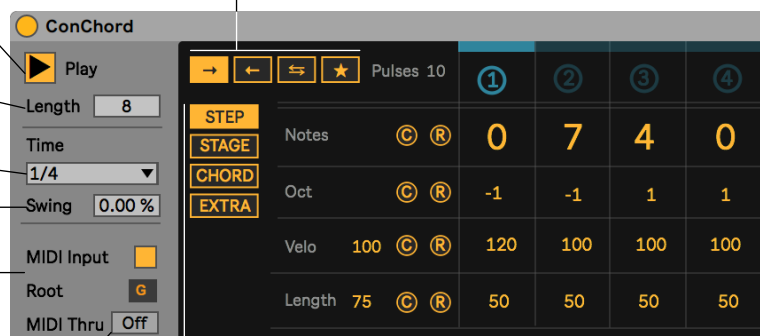 ConChord
Play
Length 8
Time
1/4
Swing 0.00 %
MIDI Input
Root G
MIDI Thru Off
→ ← ⇆ ★ Pulses 10 1 2 3 4
STEP
STAGE
CHORD
EXTRA
Notes C R 0 7 4 0
Oct C R -1 -1 1 1
Velo 100 C R 120 100 100 100
Length 75 C R 50 50 50 50